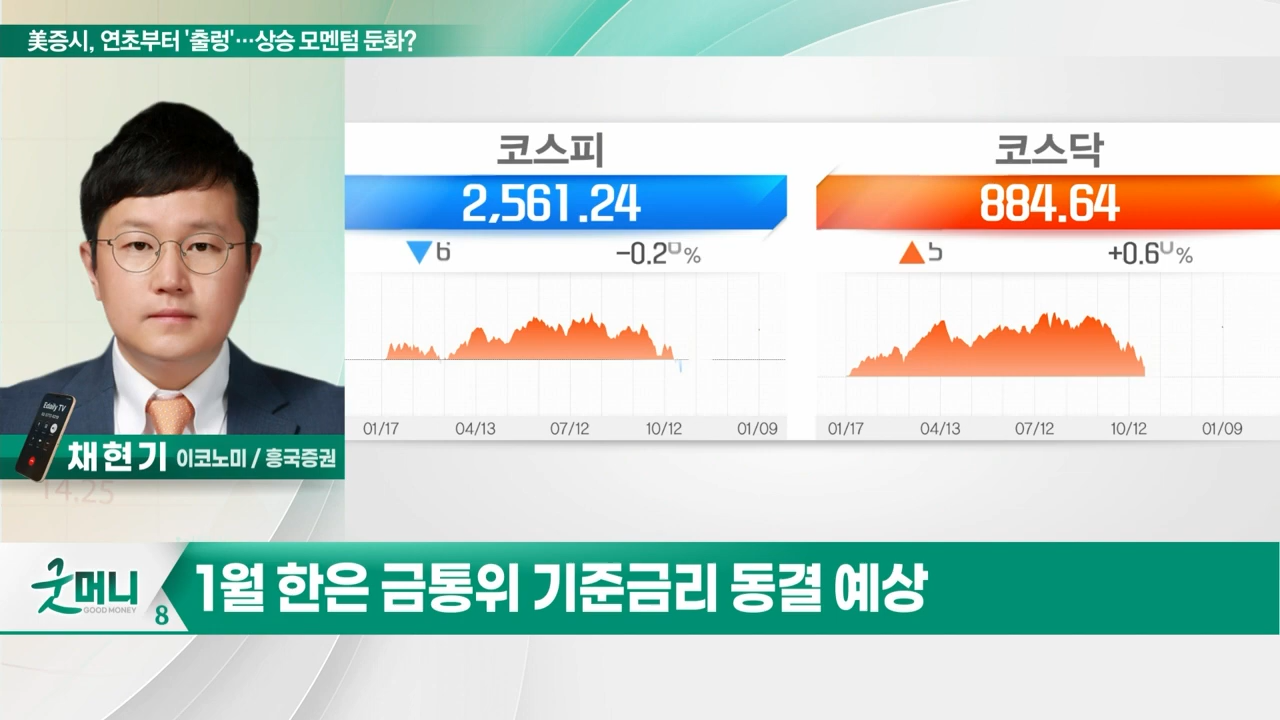 美증시, 연초부터 '출렁'…상승 모멘텀 둔화?
코스피
2,561.24
▼6 -0.2 %
01/17 04/13 07/12 10/12 01/09
코스닥
884.64
▲5 +0.6 %
01/17 04/13 07/12 10/12 01/09
Edaily TV
채현기 이코노미 / 흥국증권
14.25
굿머니
GOOD MONEY
8
1월 한은 금통위 기준금리 동결 예상